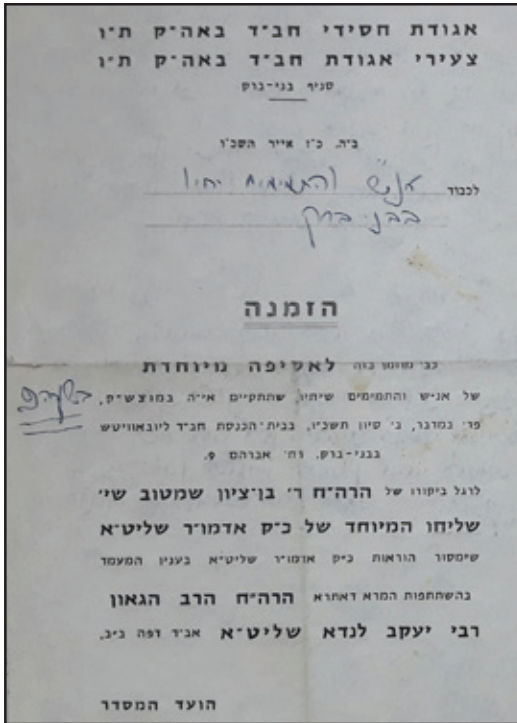 אגודת חסידי חב״ד באה״ק ת״ו
צעירי אגודת חב״ד באה״ק ת״ו
סניף בני-ברק
ב״ה, כ״ז אייר תשכ״ו
לכבוד אנ״ש והתמימים יחיו
בבני ברק
הזמנה
כב׳ מוזמן בזה לאסיפה מיוחדת
של אנ״ש והתמימים שיחיו, שתתקיים אי״ה במוצש״ק,
פר׳ במדבר, ב׳ סיון תשכ״ו, בבית-הכנסת חב״ד ליובאוויטש
בבני-ברק, רח׳ אברהם 9.
לרגל ביקורו של הרה״ח ר׳ בן-ציון שמטוב שי׳
שליחו המיוחד של כ״ק אדמו״ר שליט״א
שימסור הוראות כ״ק אדמו״ר שליט״א בענין המעמד
בהשתתפות המרא דאתרא הרה״ח הרב הגאון
רבי יעקב לנדא שליט״א אב״ד דפה ב״ב.
הועד המסדר